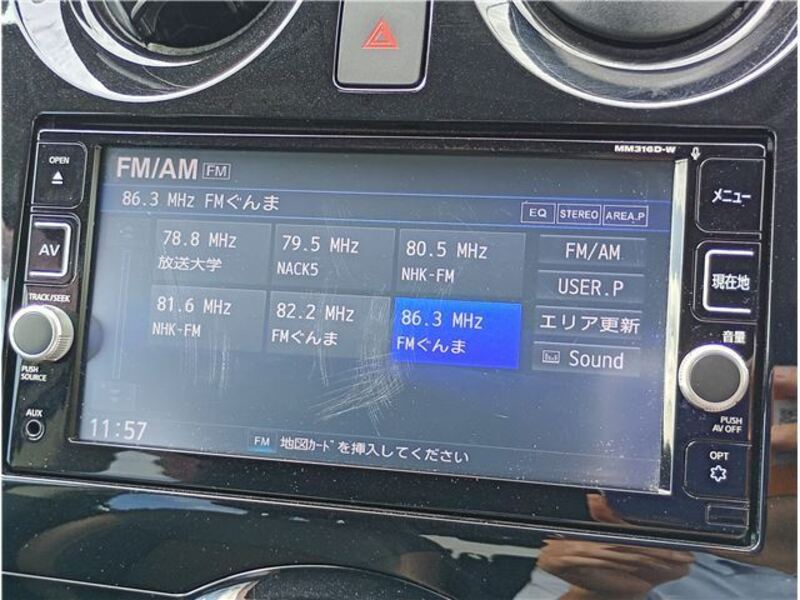 MM316D-W
OPEN
FM/AM FM
メニュー
86.3 MHz FMぐんま
EQ STEREO AREA.P
AV
78.8 MHz
放送大学
79.5 MHz
NACK5
80.5 MHz
NHK-FM
FM/AM
現在地
USER.P
TRACK/SEEK
81.6 MHz
NHK-FM
82.2 MHz
FMぐんま
86.3 MHz
FMぐんま
エリア更新
音量
Sound
PUSH
SOURCE
PUSH
AV OFF
AUX
11:57
FM 地図ｶｰﾄﾞを挿入してください
OPT